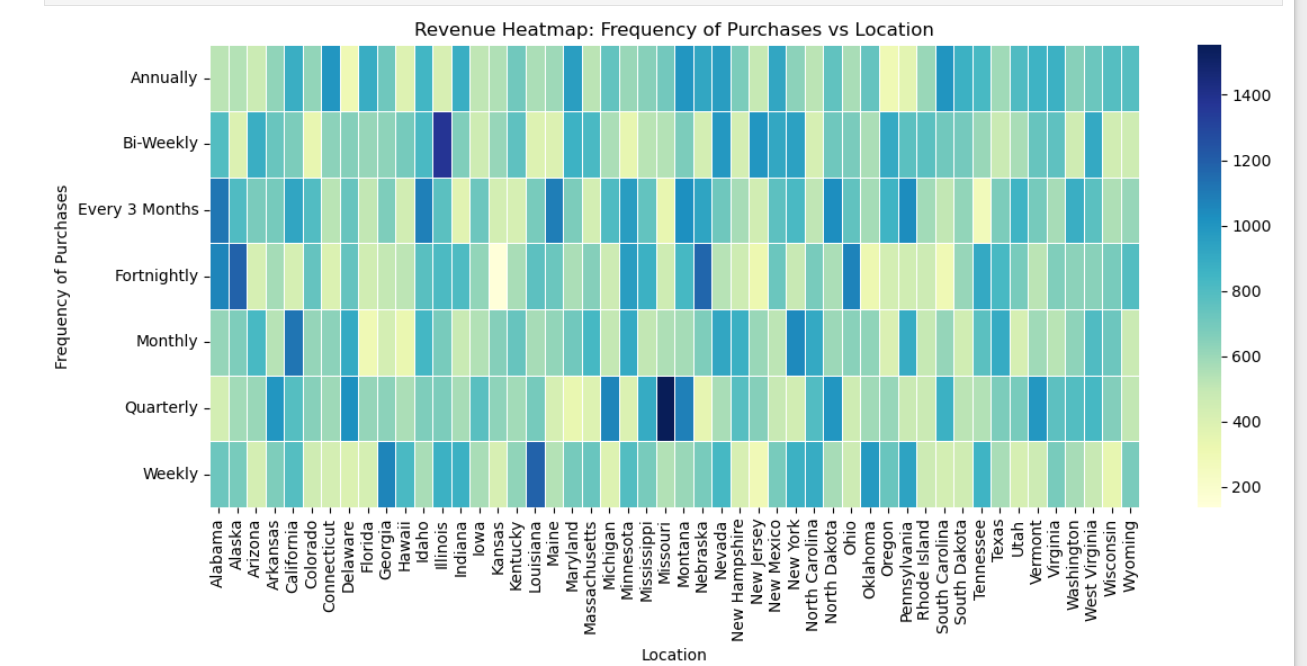 Revenue Heatmap: Frequency of Purchases vs Location
Frequency of Purchases
Annually
Bi-Weekly
Every 3 Months
Fortnightly
Monthly
Quarterly
Weekly
1400
1200
1000
800
600
400
200
Alabama
Alaska
Arizona
Arkansas
California
Colorado
Connecticut
Delaware
Florida
Georgia
Hawaii
Idaho
Illinois
Indiana
Iowa
Kansas
Kentucky
Louisiana
Maine
Maryland
Massachusetts
Michigan
Minnesota
Mississippi
Missouri
Montana
Nebraska
Nevada
New Hampshire
New Jersey
New Mexico
New York
North Carolina
North Dakota
Ohio
Oklahoma
Oregon
Pennsylvania
Rhode Island
South Carolina
South Dakota
Tennessee
Texas
Utah
Vermont
Virginia
Washington
West Virginia
Wisconsin
Wyoming
Location